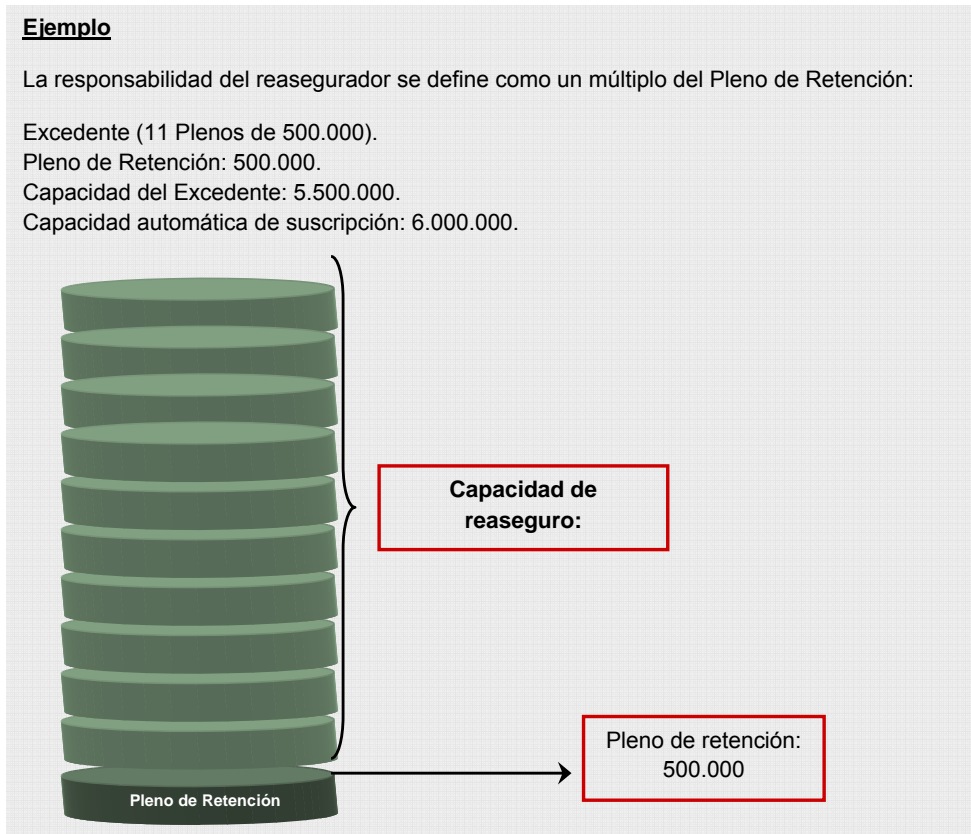 Ejemplo
La responsabilidad del reasegurador se define como un múltiplo del Pleno de Retención:
Excedente (11 Plenos de 500.000).
Pleno de Retención: 500.000.
Capacidad del Excedente: 5.500.000.
Capacidad automática de suscripción: 6.000.000.
Capacidad de
reaseguro:
Pleno de retención:
500.000
Pleno de Retención